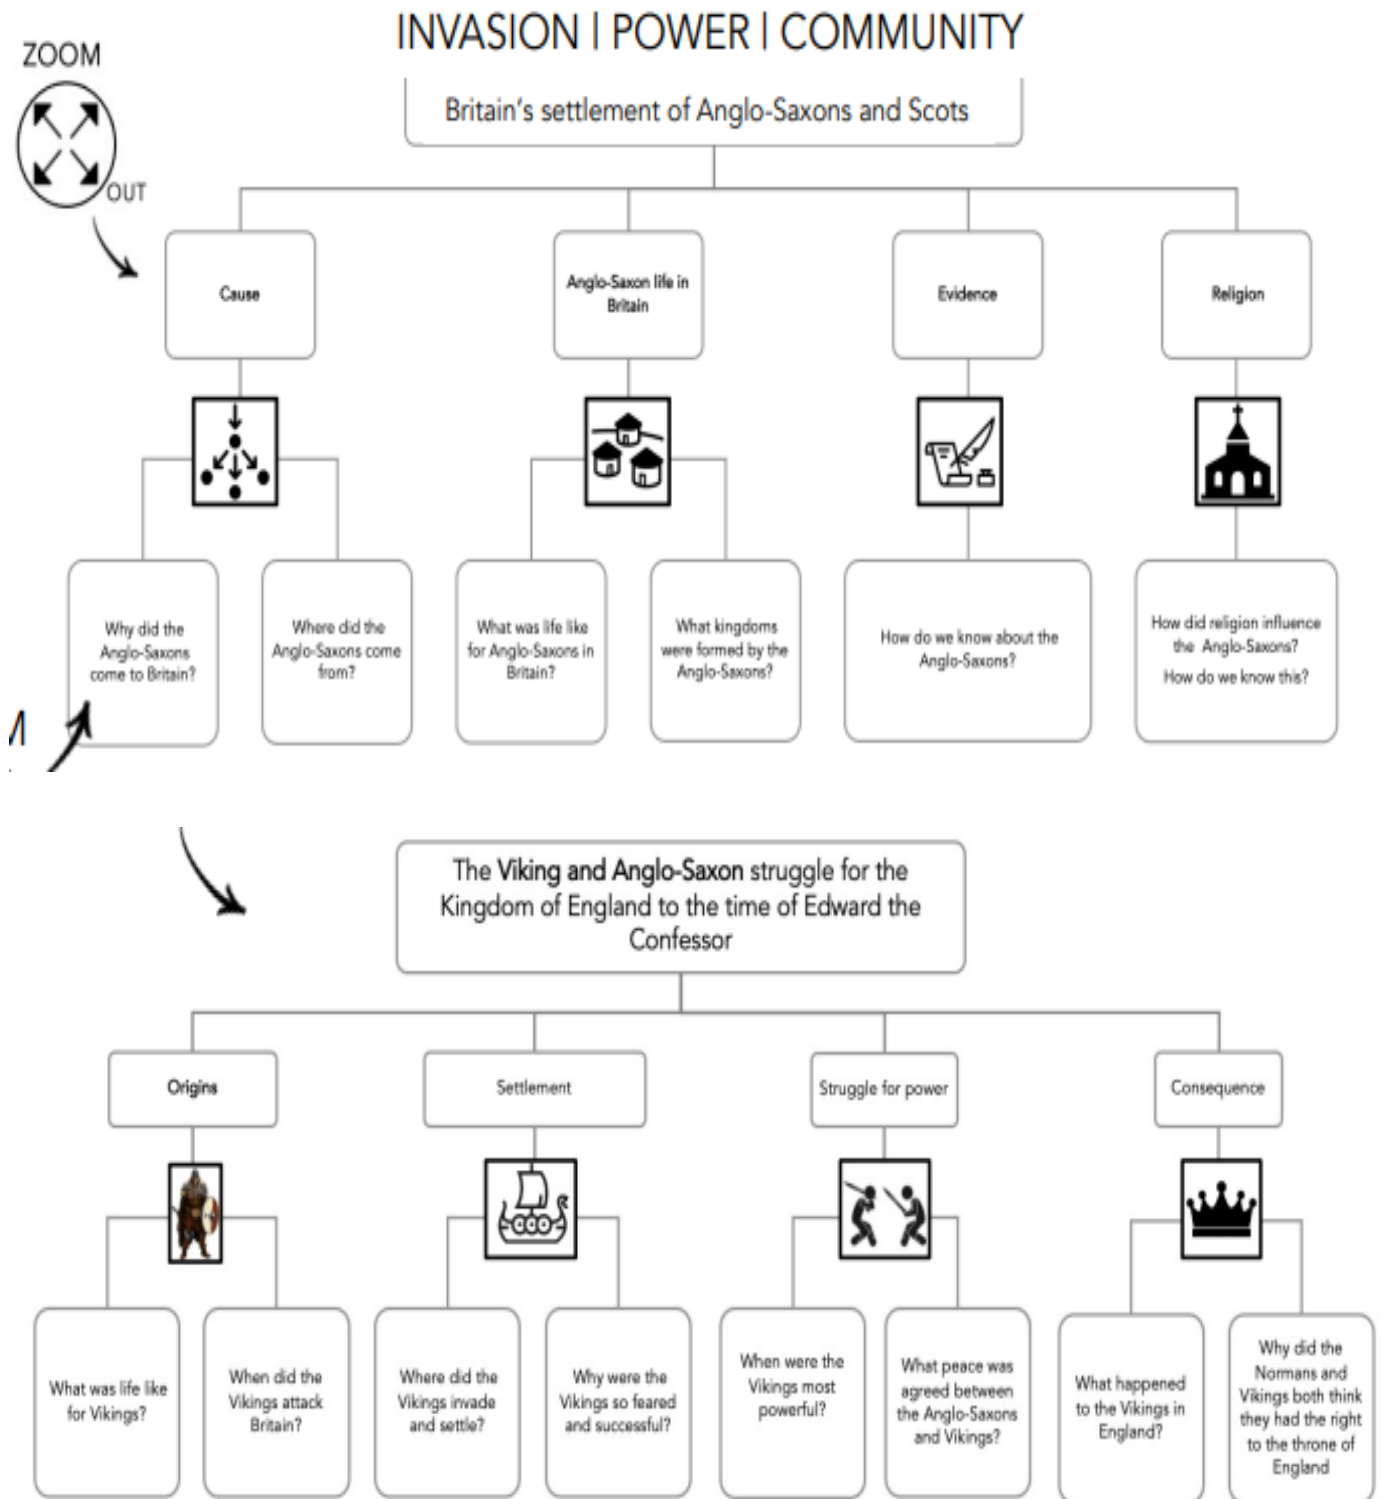 INVASION | POWER | COMMUNITY
ZOOM
OUT
Britain's settlement of Anglo-Saxons and Scots
Cause
Anglo-Saxon life in
Britain
Evidence
Religion
Why did the
Anglo-Saxons
come to Britain?
Where did the
Anglo-Saxons come
from?
What was life like
for Anglo-Saxons in
Britain?
What kingdoms
were formed by the
Anglo-Saxons?
How do we know about the
Anglo-Saxons?
How did religion influence
the Anglo-Saxons?
How do we know this?
M
The Viking and Anglo-Saxon struggle for the
Kingdom of England to the time of Edward the
Confessor
Origins
Settlement
Struggle for power
Consequence
What was life like
for Vikings?
When did the
Vikings attack
Britain?
Where did the
Vikings invade
and settle?
Why were the
Vikings so feared
and successful?
When were the
Vikings most
powerful?
What peace was
agreed between
the Anglo-Saxons
and Vikings?
What happened
to the Vikings in
England?
Why did the
Normans and
Vikings both think
they had the right
to the throne of
England